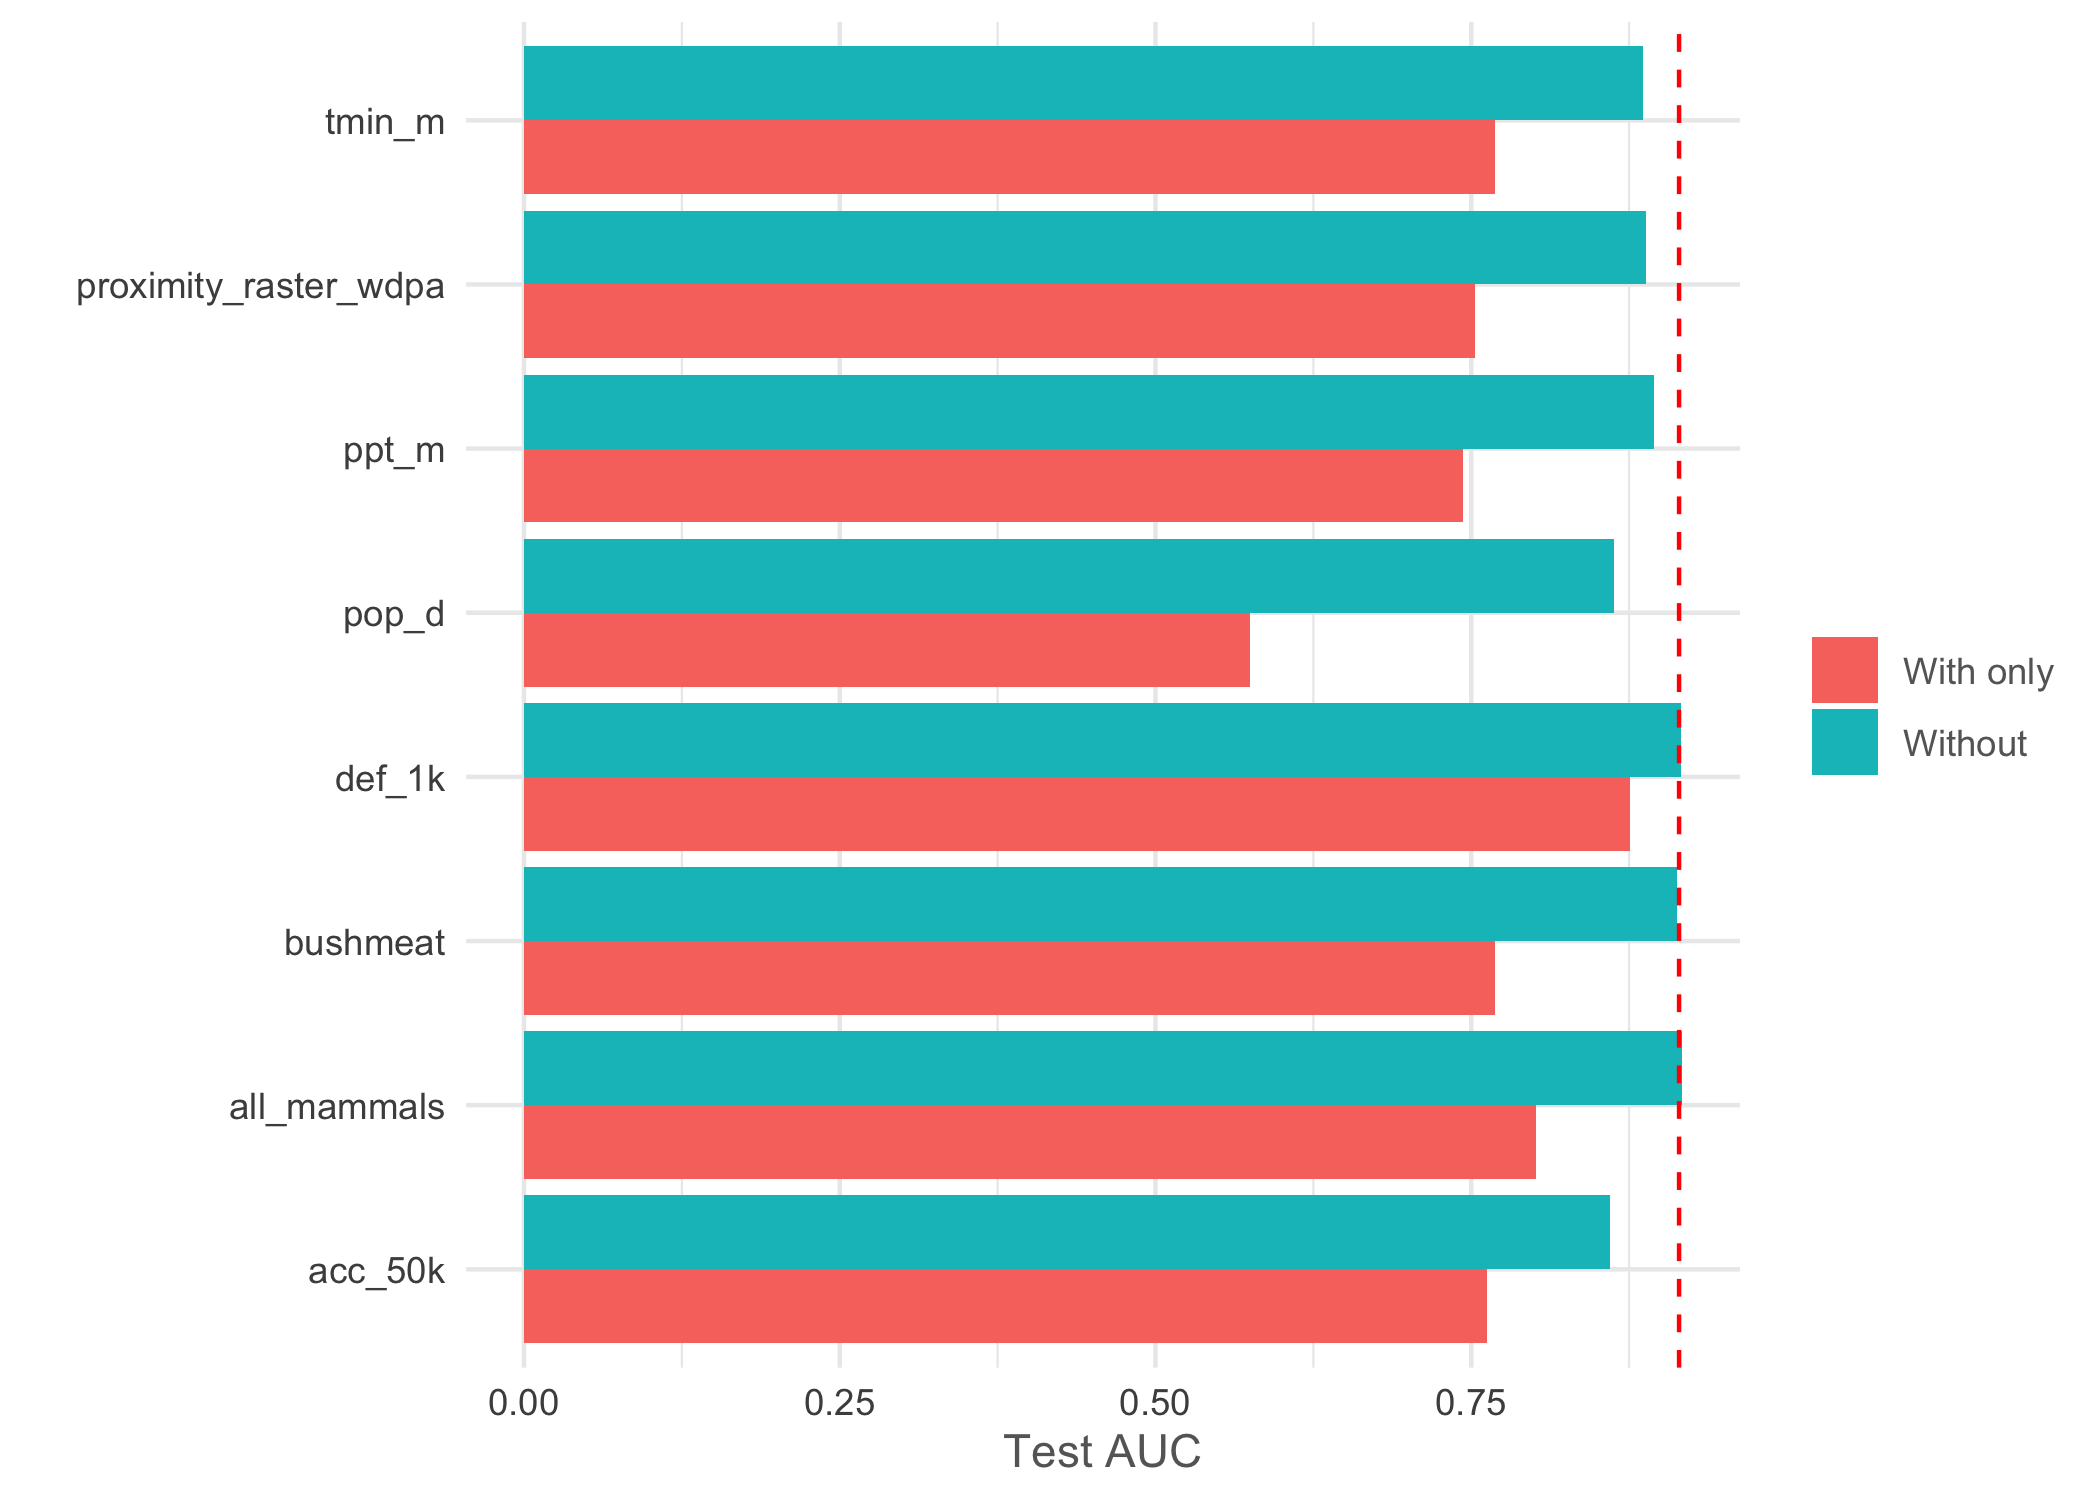 tmin_m
proximity_raster_wdpa
ppt_m
pop_d
def_1k
bushmeat
all_mammals
acc_50k
With only
Without
0.00 0.25 0.50 0.75
Test AUC